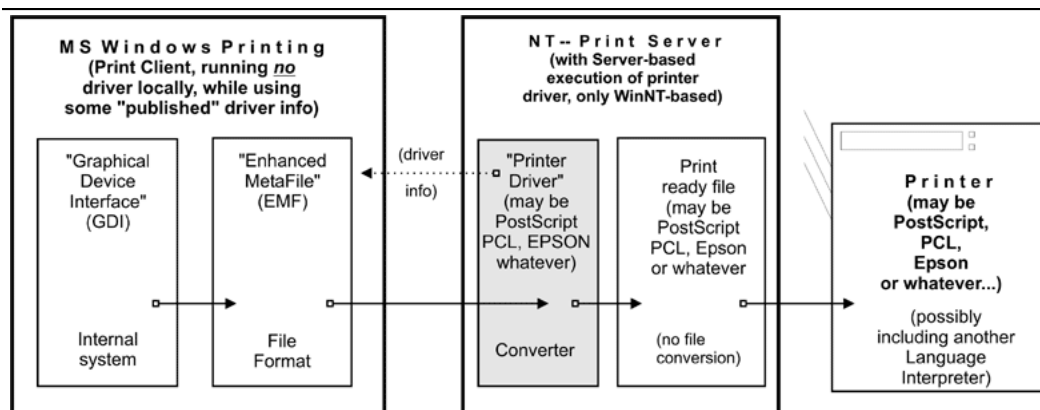 MS Windows Printing
(Print Client, running no
driver locally, while using
some "published" driver info)
"Graphical
Device
Interface"
(GDI)
Internal
system
"Enhanced
MetaFile"
(EMF)
File
Format
(driver
info)
NT-- Print Server
(with Server-based
execution of printer
driver, only WinNT-based)
"Printer
Driver"
(may be
PostScript
PCL, EPSON
whatever)
Converter
Print
ready file
(may be
PostScript
PCL, Epson
or whatever
(no file
conversion)
Printer
(may be
PostScript,
PCL,
Epson
or whatever...)
(possibly
including another
Language
Interpreter)